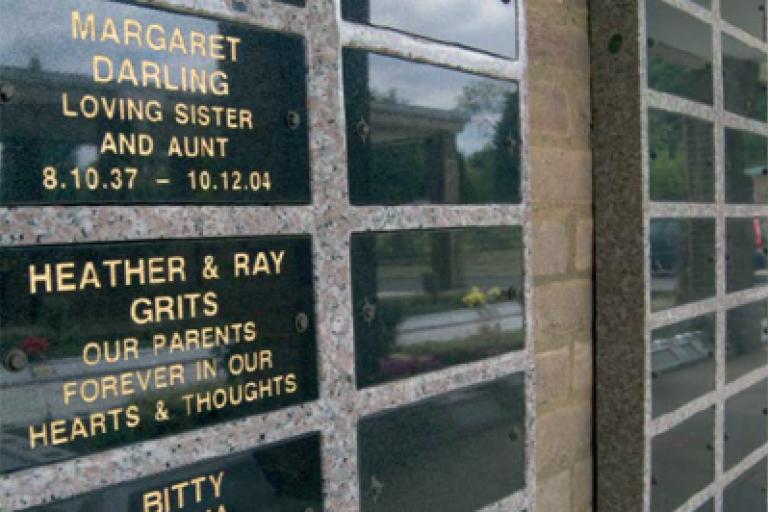 MARGARET
DARLING
LOVING SISTER
AND AUNT
8.10.37 – 10.12.04
HEATHER & RAY
GRITS
OUR PARENTS
FOREVER IN OUR
HEARTS & THOUGHTS
BITTY